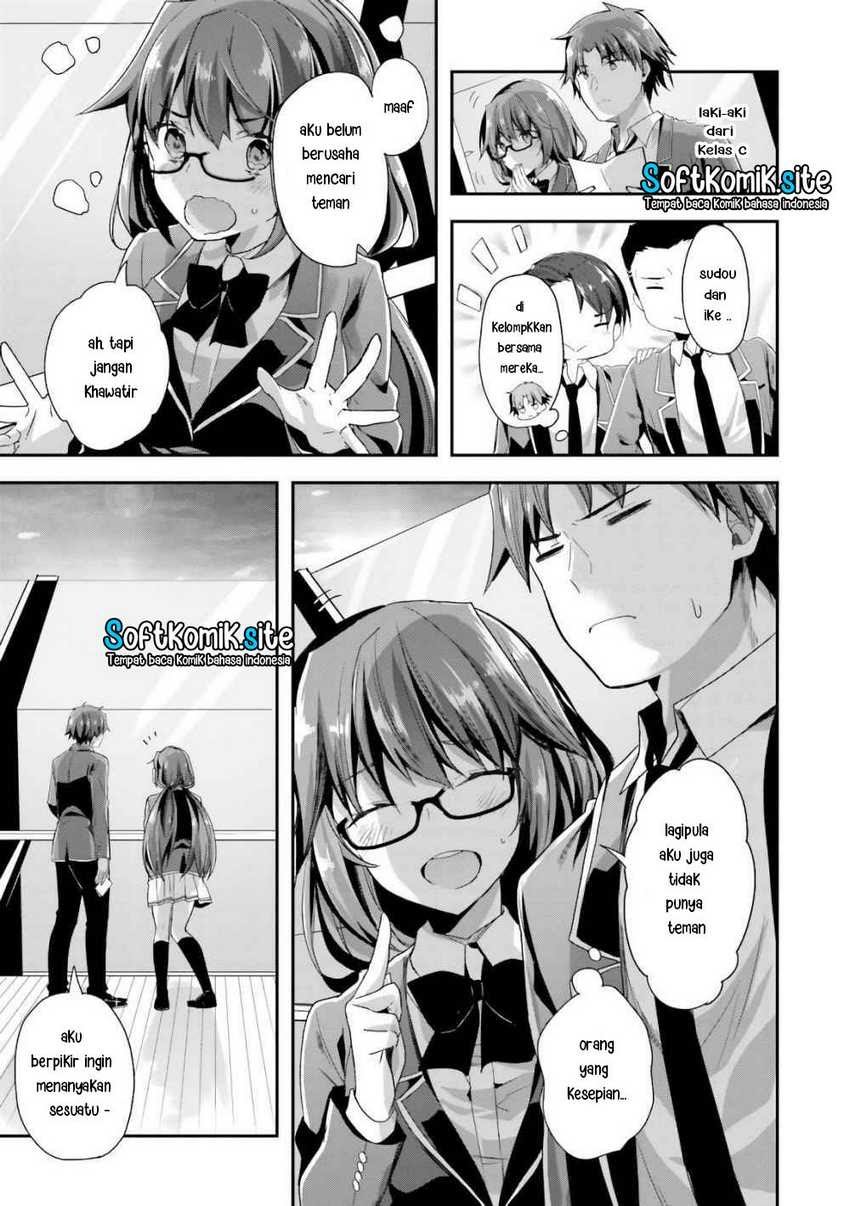 laki-aki
dari
Kelas C
SoftKomik.site
Tempat baca Komik bahasa indonesia
maaf
aku belum
berusaha
mencari
teman
ah. tapi
jangan
Khawatir
sudou
dan
iKe ..
di
KelompKKan
bersama
mereka...
lagipula
aku juga
tidak
punya
teman
orang
yang
Kesepian...
SoftKomik.site
Tempat baca Komik bahasa indonesia
aku
berpikir ingin
menanyakan
sesuatu -